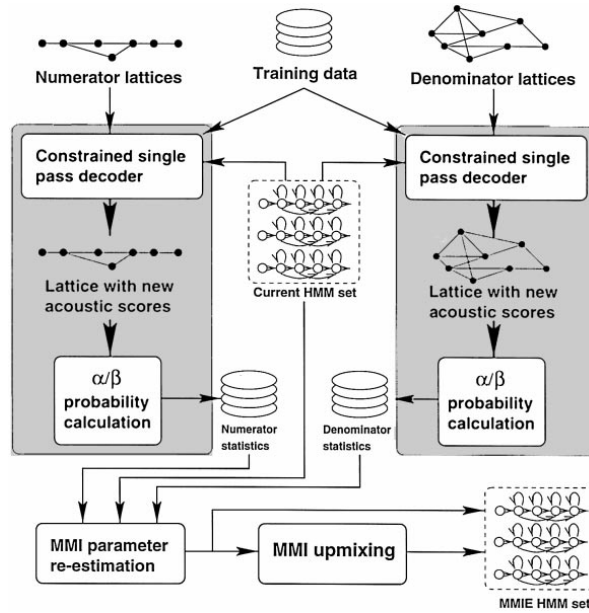 Numerator lattices
Training data
Denominator lattices
Constrained single
pass decoder
Constrained single
pass decoder
Lattice with new
acoustic scores
Current HMM set
Lattice with new
acoustic scores
α/β
probability
calculation
Numerator
statistics
Denominator
statistics
α/β
probability
calculation
MMI parameter
re-estimation
MMI upmixing
MMIE HMM set